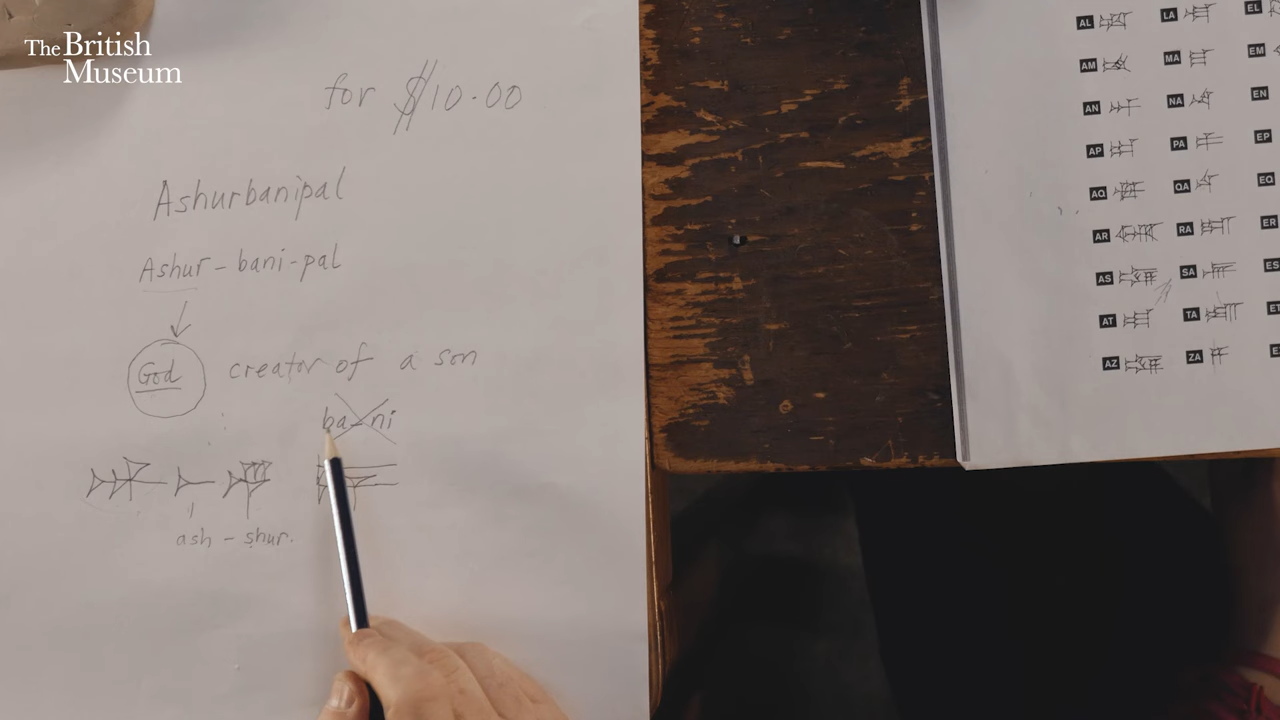 The British
Museum
for $10.00
Ashurbanipal
Ashur - bani - pal
God creator of a son
ba - ni
ash - shur.
AL LA EL
AM MA EM
AN NA EN
AP PA EP
AQ QA EQ
AR RA ER
AS SA ES
AT TA ET
AZ ZA